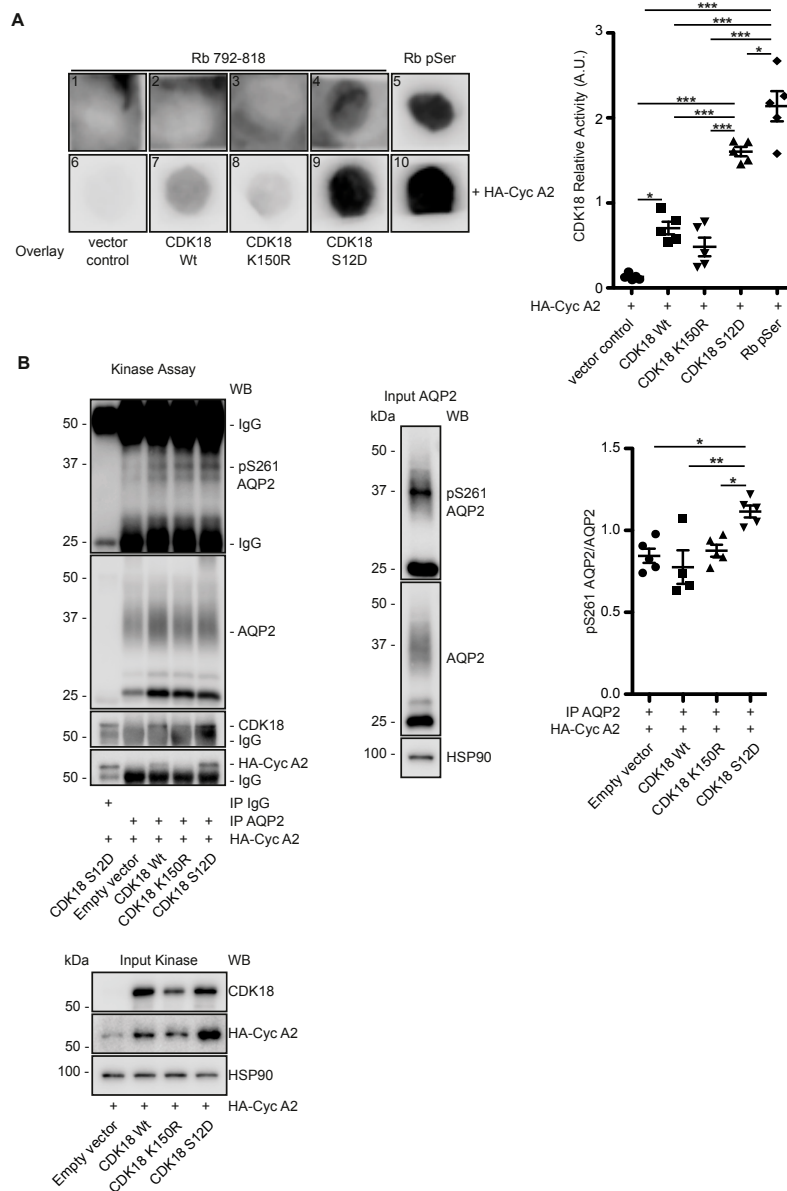 A
Rb 792-818
Rb pSer
1
2
3
4
5
6
7
8
9
10
+ HA-Cyc A2
Overlay
vector control
CDK18 Wt
CDK18 K150R
CDK18 S12D
CDK18 Relative Activity (A.U.)
***
***
***
*
***
***
***
*
3
2
1
0
HA-Cyc A2 + + + + +
vector control
CDK18 Wt
CDK18 K150R
CDK18 S12D
Rb pSer
B
Kinase Assay
WB
50 -
- IgG
37 -
- pS261
AQP2
25 -
- IgG
50 -
37 -
- AQP2
25 -
- CDK18
50 -
- IgG
- HA-Cyc A2
50 -
- IgG
+ IP IgG
+ + + + IP AQP2
+ + + + + HA-Cyc A2
CDK18 S12D
Empty vector
CDK18 Wt
CDK18 K150R
CDK18 S12D
Input AQP2
kDa
WB
50 -
37 -
pS261
AQP2
25 -
50 -
37 -
AQP2
25 -
100 -
HSP90
pS261 AQP2/AQP2
*
**
*
1.5
1.0
0.5
0.0
IP AQP2 + + + +
HA-Cyc A2 + + + +
Empty vector
CDK18 Wt
CDK18 K150R
CDK18 S12D
kDa
Input Kinase
WB
CDK18
50 -
HA-Cyc A2
50 -
100 -
HSP90
+ + + + HA-Cyc A2
Empty vector
CDK18 Wt
CDK18 K150R
CDK18 S12D